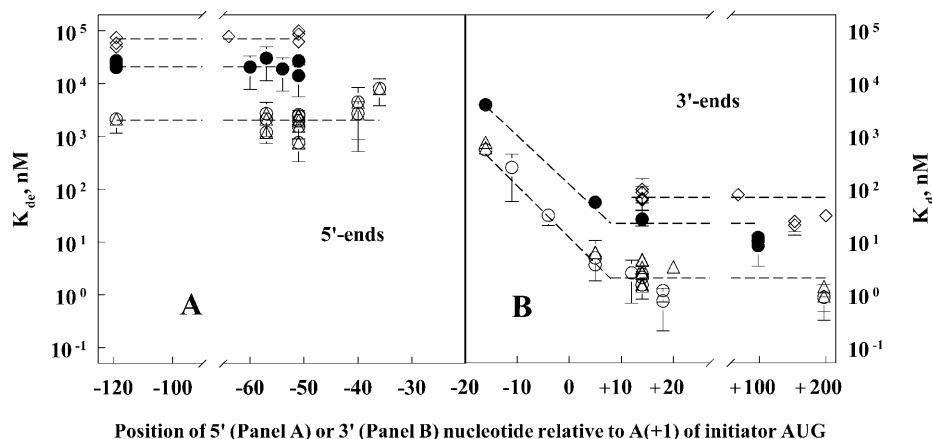 10⁵
10⁴
10³
10²
10¹
10⁰
10⁻¹
K_de, nM
5'-ends
A
-120 -100 -60 -50 -40 -30 -20
3'-ends
B
-10 0 +10 +20 +100 +200
10⁵
10⁴
10³
10²
10¹
10⁰
10⁻¹
K_d, nM
Position of 5' (Panel A) or 3' (Panel B) nucleotide relative to A(+1) of initiator AUG